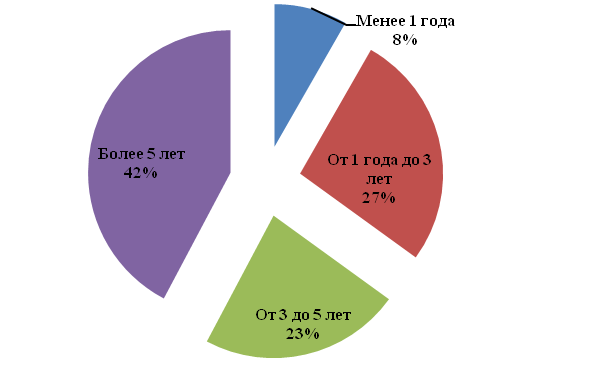 Менее 1 года
8%
От 1 года до 3
лет
27%
От 3 до 5 лет
23%
Более 5 лет
42%